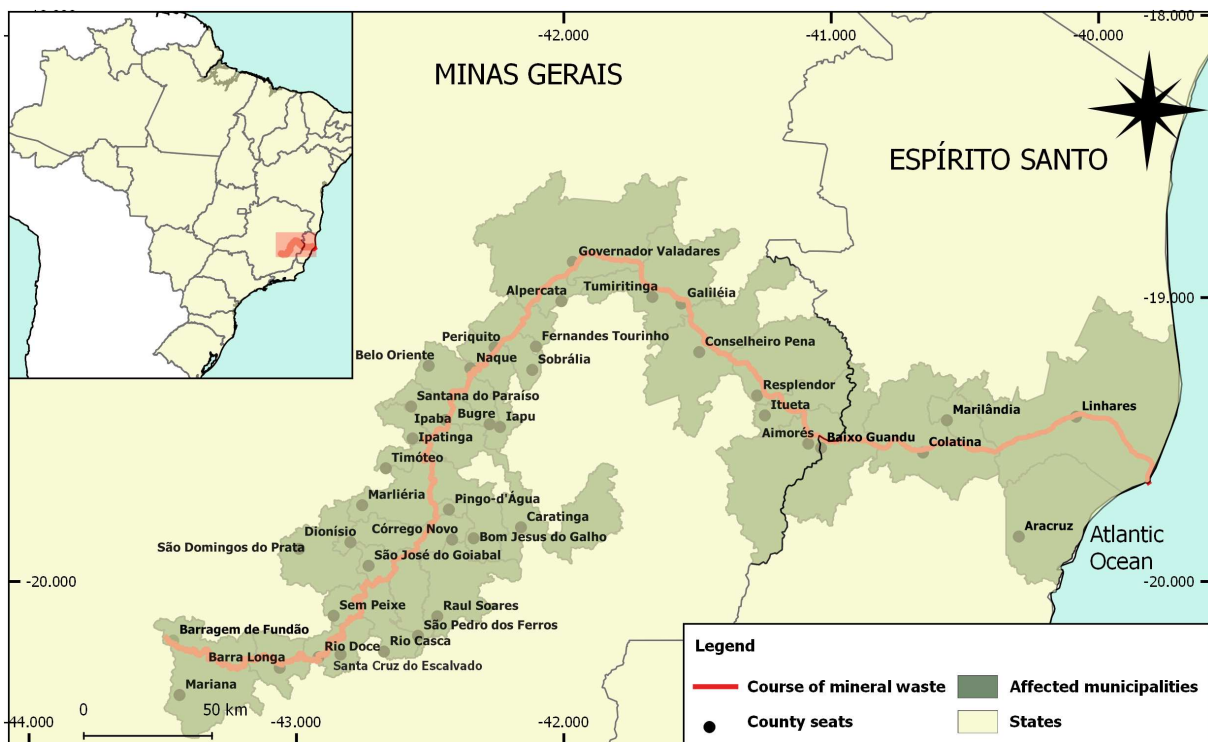 -42.000
-41.000
-40.000
-18.000
MINAS GERAIS
ESPÍRITO SANTO
Governador Valadares
Alpercata
Tumiritinga
Galiléia
-19.000
Periquito
Fernandes Tourinho
Belo Oriente
Naque
Sobrália
Conselheiro Pena
Santana do Paraíso
Resplendor
Ipaba
Bugre
Iapu
Itueta
Marilândia
Linhares
Ipatinga
Aimorés
Baixo Guandu
Colatina
Timóteo
Marliéria
Pingo-d'Água
Caratinga
Dionísio
Córrego Novo
Bom Jesus do Galho
Aracruz
São Domingos do Prata
São José do Goiabal
Atlantic
Ocean
-20.000
-20.000
Sem Peixe
Raul Soares
São Pedro dos Ferros
Barragem de Fundão
Rio Doce
Rio Casca
Barra Longa
Santa Cruz do Escalvado
Mariana
0
50 km
-44.000
-43.000
-42.000
Legend
Course of mineral waste
Affected municipalities
County seats
States